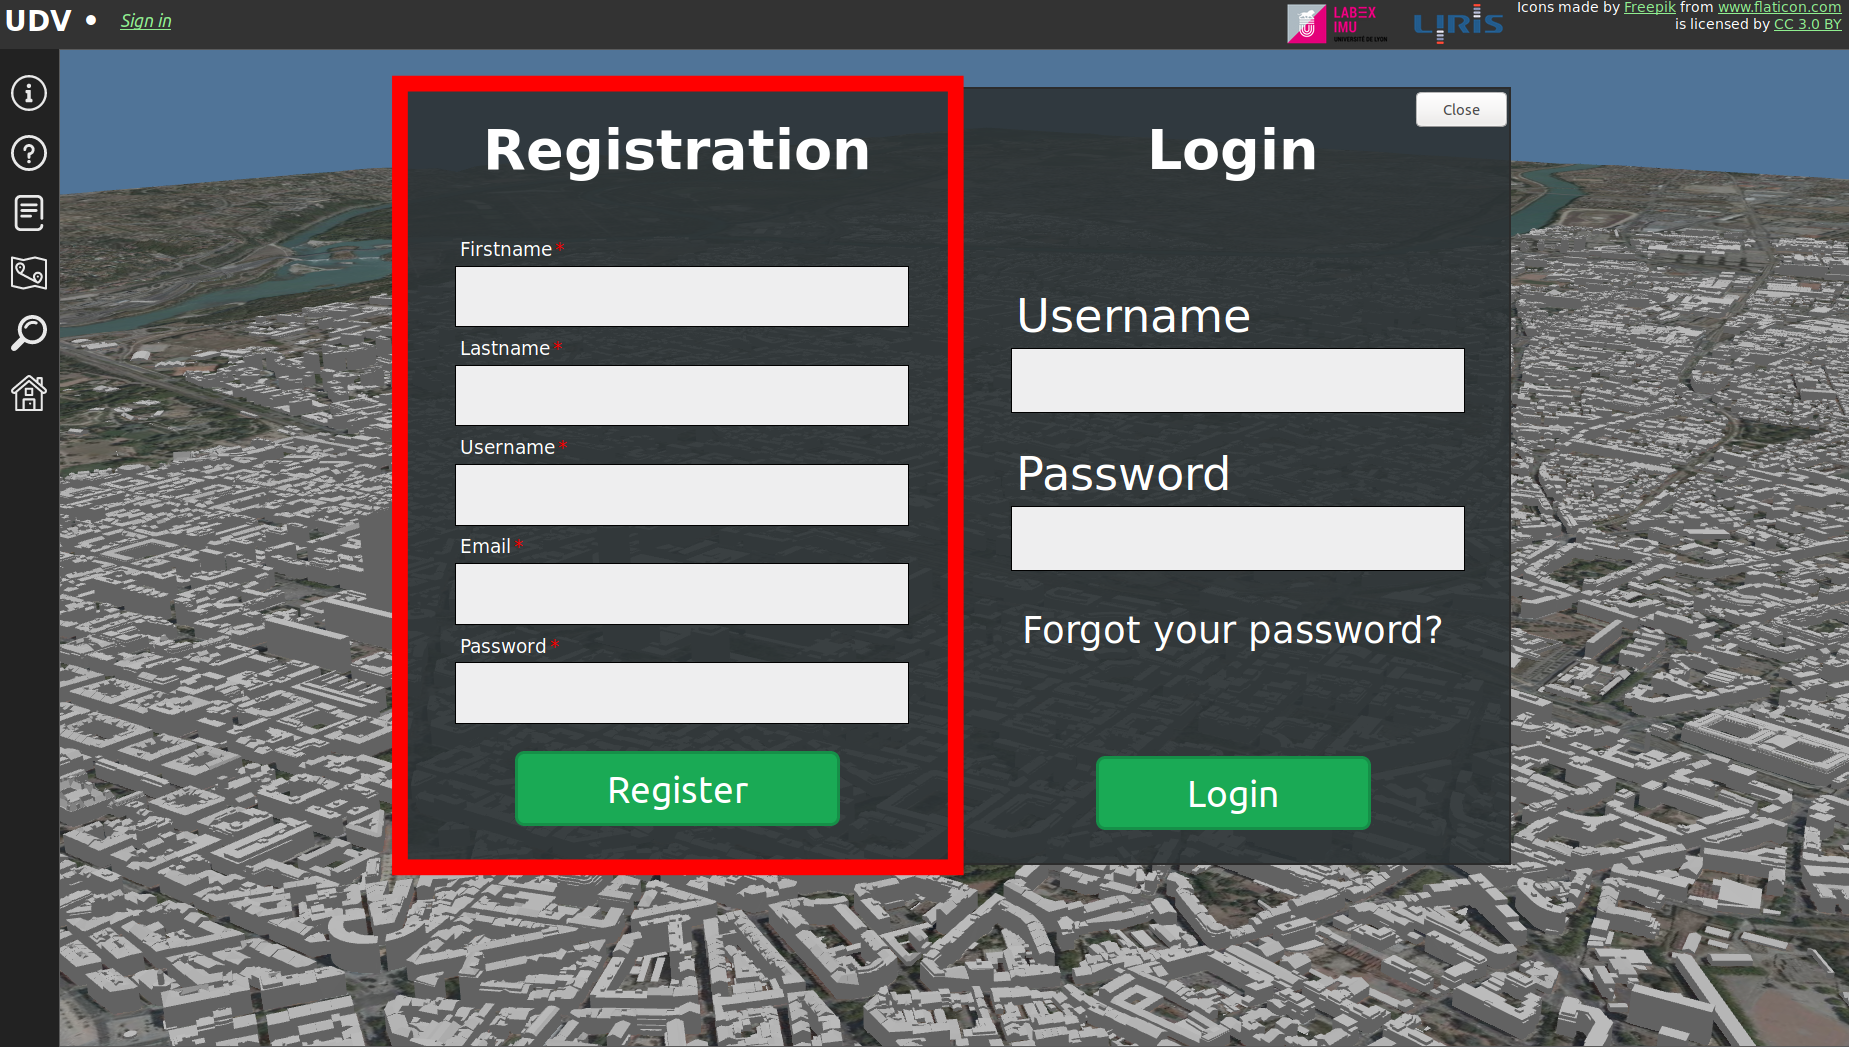 UDV • Sign in
LABEX
IMU
UNIVERSITÉ DE LYON
LIRIS
Icons made by Freepik from www.flaticon.com
is licensed by CC 3.0 BY
Close
Registration
Firstname *
Lastname *
Username *
Email *
Password *
Register
Login
Username
Password
Forgot your password?
Login